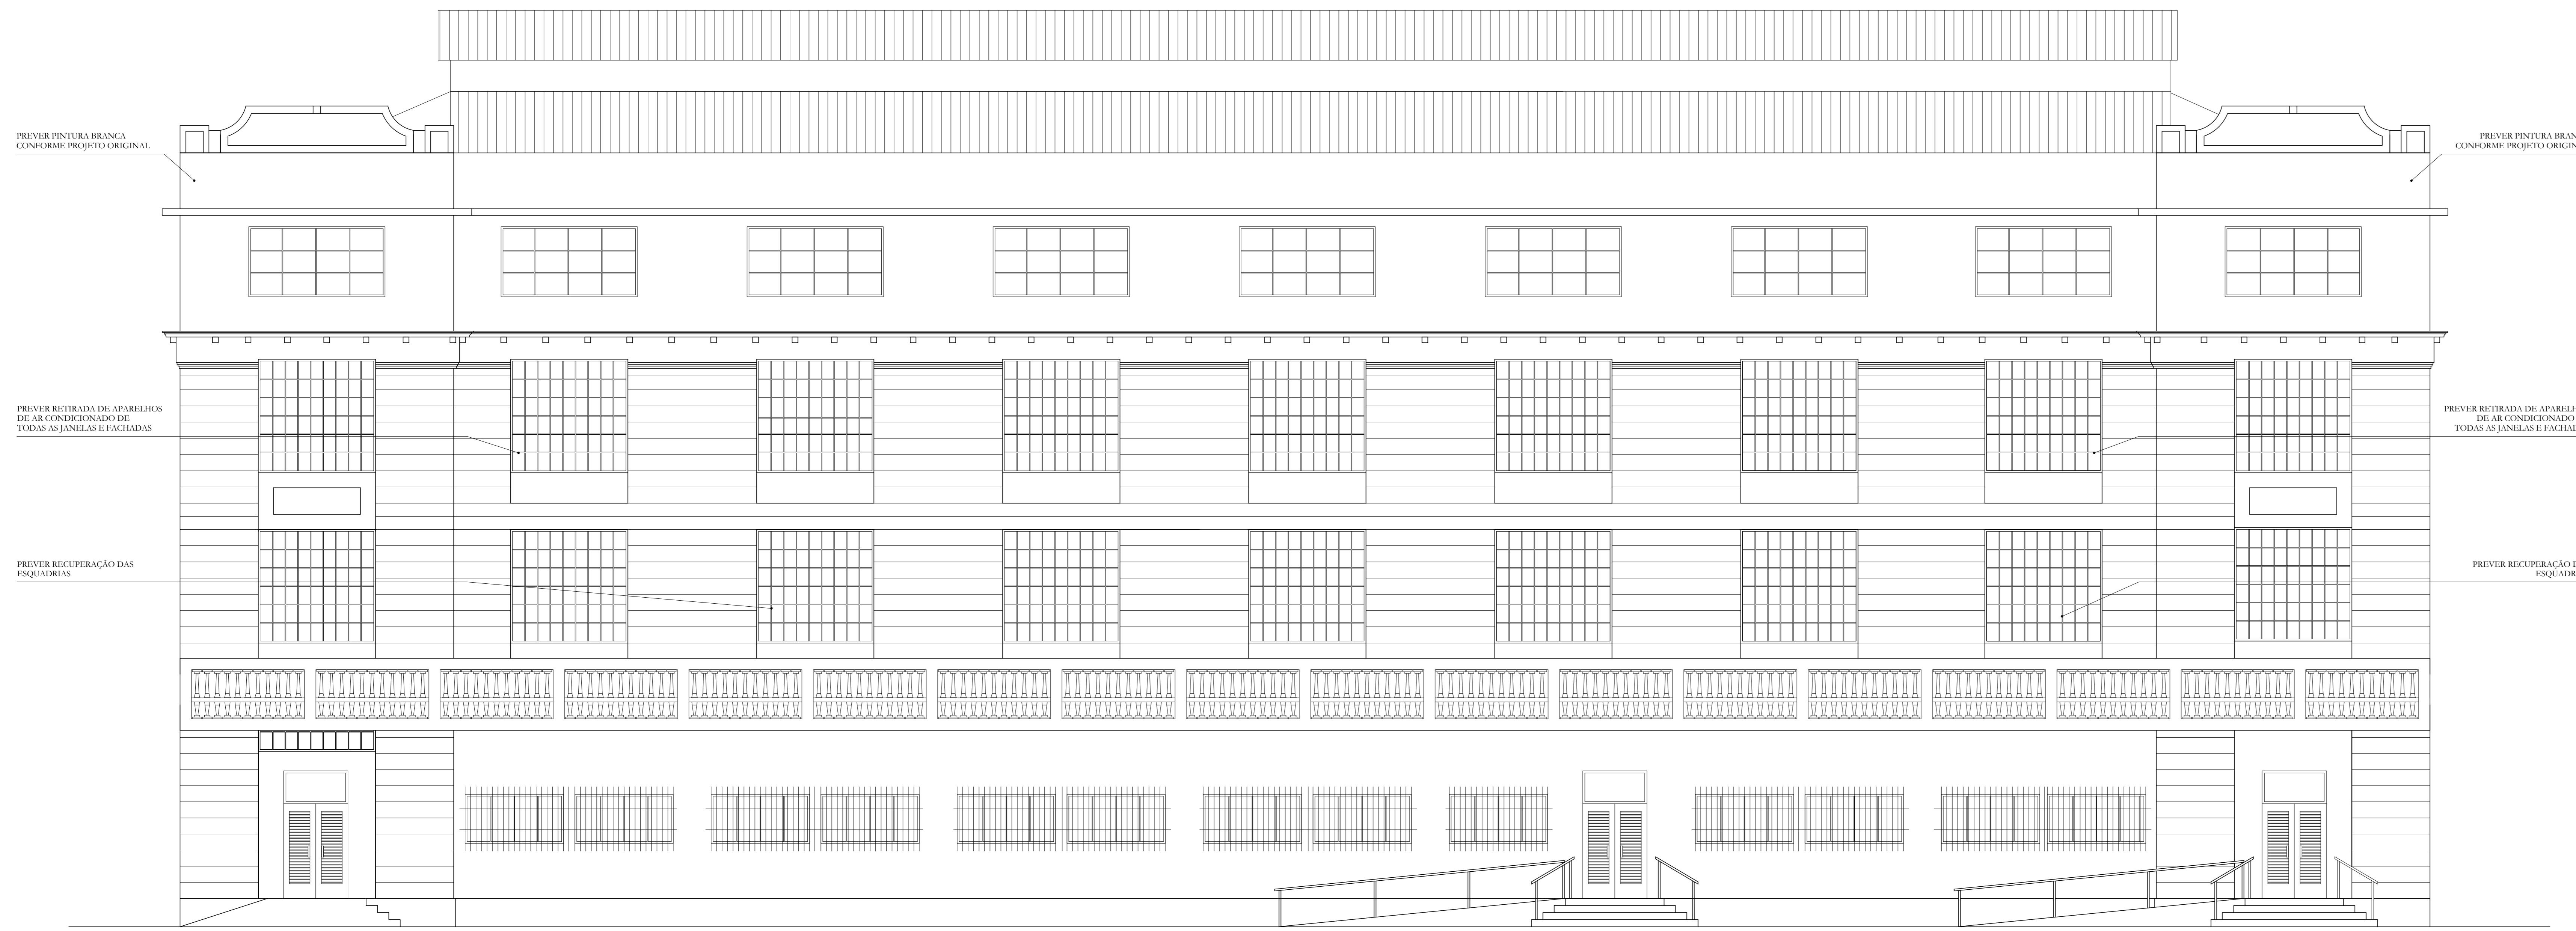 PREVER PINTURA BRANCA
CONFORME PROJETO ORIGINAL
PREVER PINTURA BRAN
CONFORME PROJETO ORIGIN
PREVER RETIRADA DE APARELHOS
DE AR CONDICIONADO DE
TODAS AS JANELAS E FACHADAS
PREVER RETIRADA DE APARELH
DE AR CONDICIONADO
TODAS AS JANELAS E FACHAD
PREVER RECUPERAÇÃO DAS
ESQUADRIAS
PREVER RECUPERAÇÃO D
ESQUADR